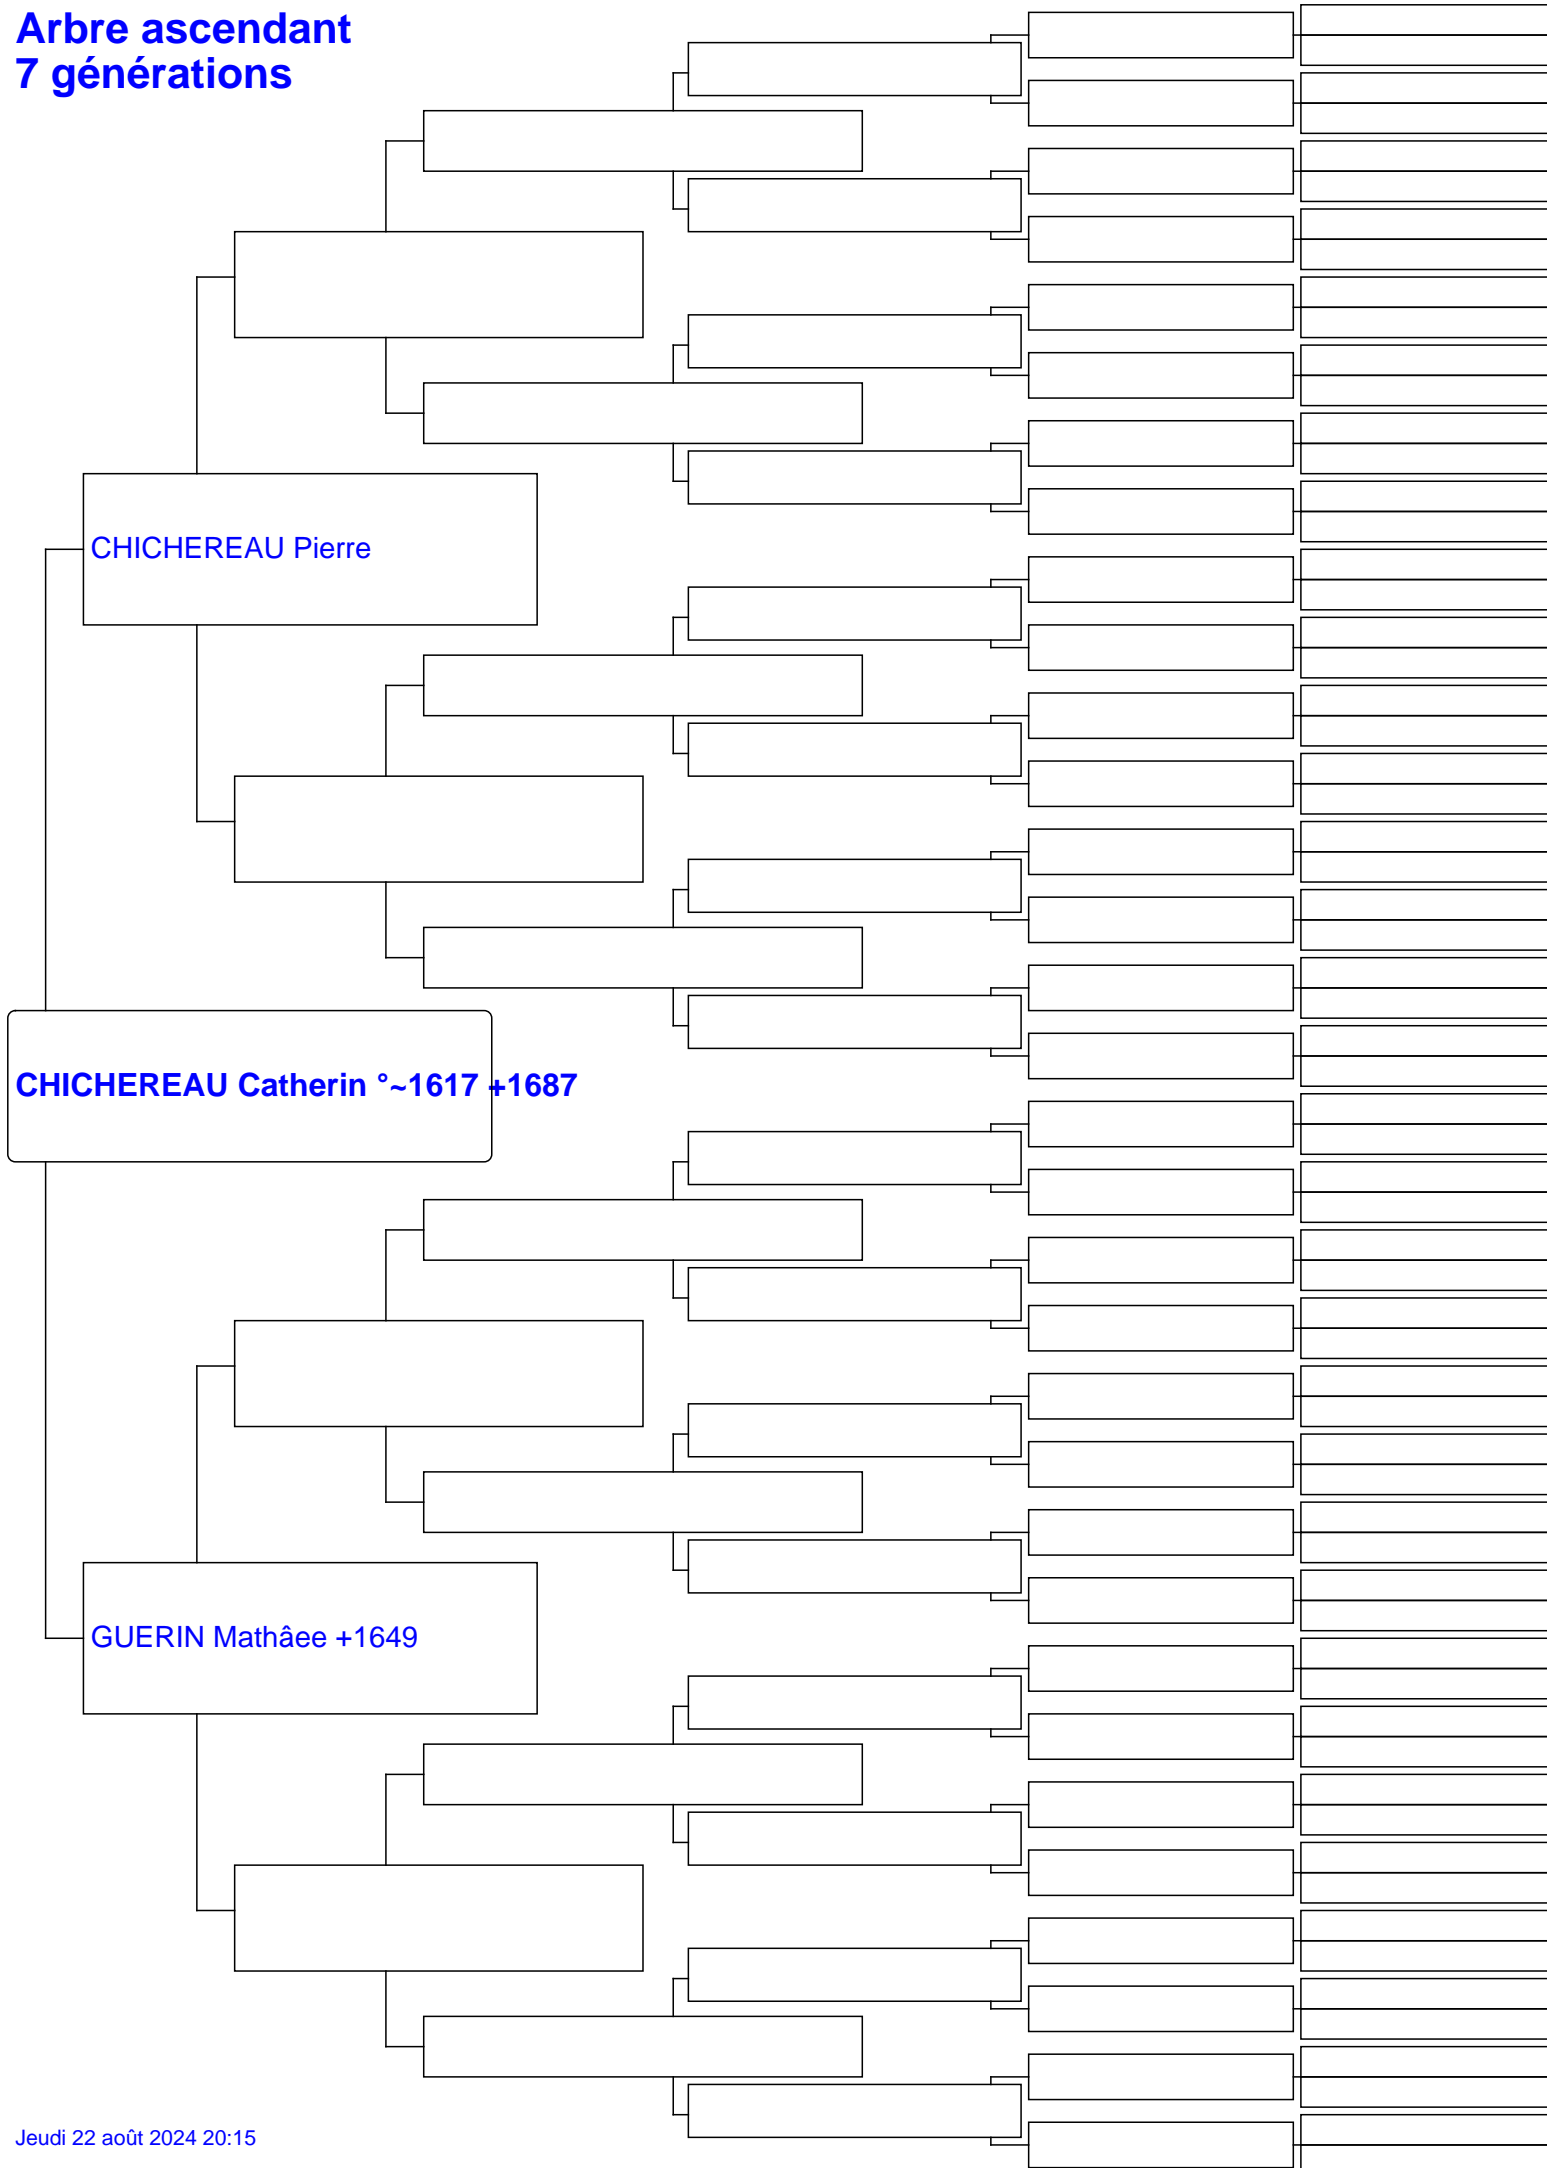 Arbre ascendant
7 générations
CHICHEREAU Pierre
CHICHEREAU Catherin °~1617 +1687
GUERIN Mathâee +1649
Jeudi 22 août 2024 20:15